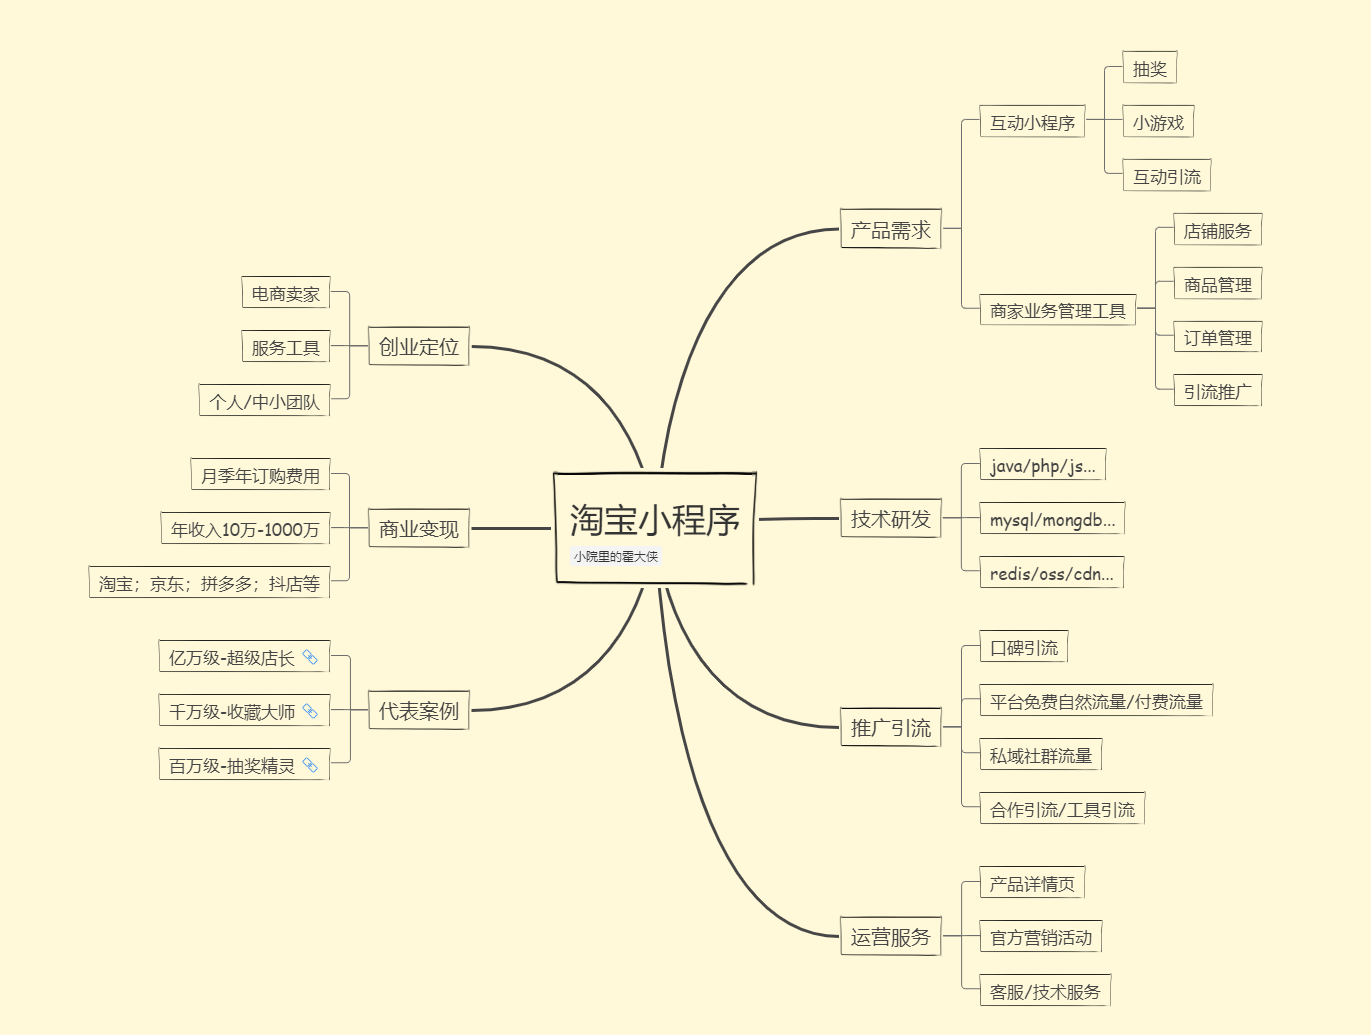 淘宝小程序
小院里的霍大侠
产品需求
互动小程序
抽奖
小游戏
互动引流
商家业务管理工具
店铺服务
商品管理
订单管理
引流推广
技术研发
java/php/js...
mysql/mongdb...
redis/oss/cdn...
推广引流
口碑引流
平台免费自然流量/付费流量
私域社群流量
合作引流/工具引流
运营服务
产品详情页
官方营销活动
客服/技术服务
创业定位
电商卖家
服务工具
个人/中小团队
商业变现
月季年订购费用
年收入10万-1000万
淘宝；京东；拼多多；抖店等
代表案例
亿万级-超级店长
千万级-收藏大师
百万级-抽奖精灵